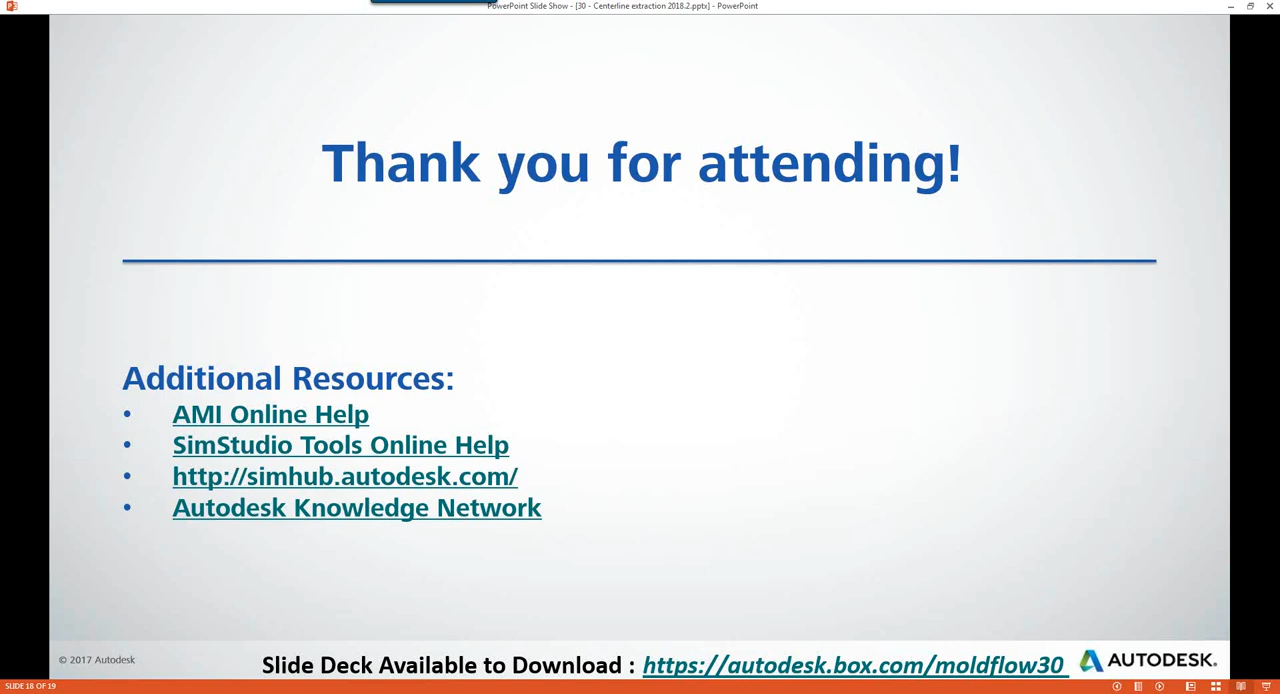 PowerPoint Slide Show - [30 - Centerline extraction 2018.2.pptx] - PowerPoint
Thank you for attending!
Additional Resources:
• AMI Online Help
• SimStudio Tools Online Help
• http://simhub.autodesk.com/
• Autodesk Knowledge Network
© 2017 Autodesk
Slide Deck Available to Download : https://autodesk.box.com/moldflow30
AUTODESK.
SLIDE 18 OF 19